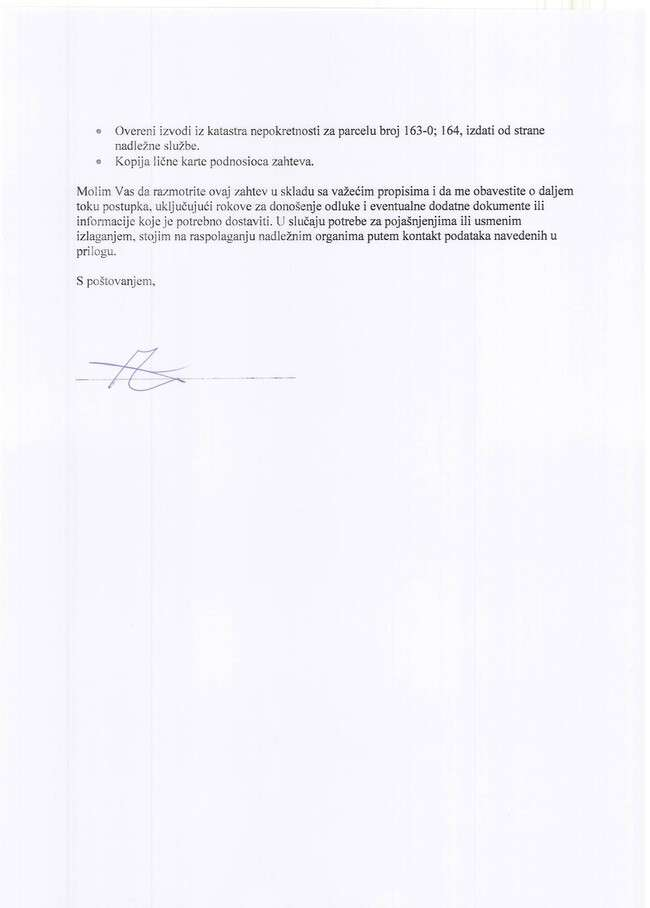 • Overeni izvodi iz katastra nepokretnosti za parcelu broj 163-0; 164, izdati od strane
nadležne službe.
• Kopija lične karte podnosioca zahteva.
Molim Vas da razmotrite ovaj zahtev u skladu sa važećim propisima i da me obavestite o daljem
toku postupka, uključujući rokove za donošenje odluke i eventualne dodatne dokumente ili
informacije koje je potrebno dostaviti. U slučaju potrebe za pojašnjenjima ili usmenim
izlaganjem, stojim na raspolaganju nadležnim organima putem kontakt podataka navedenih u
prilogu.
S poštovanjem,